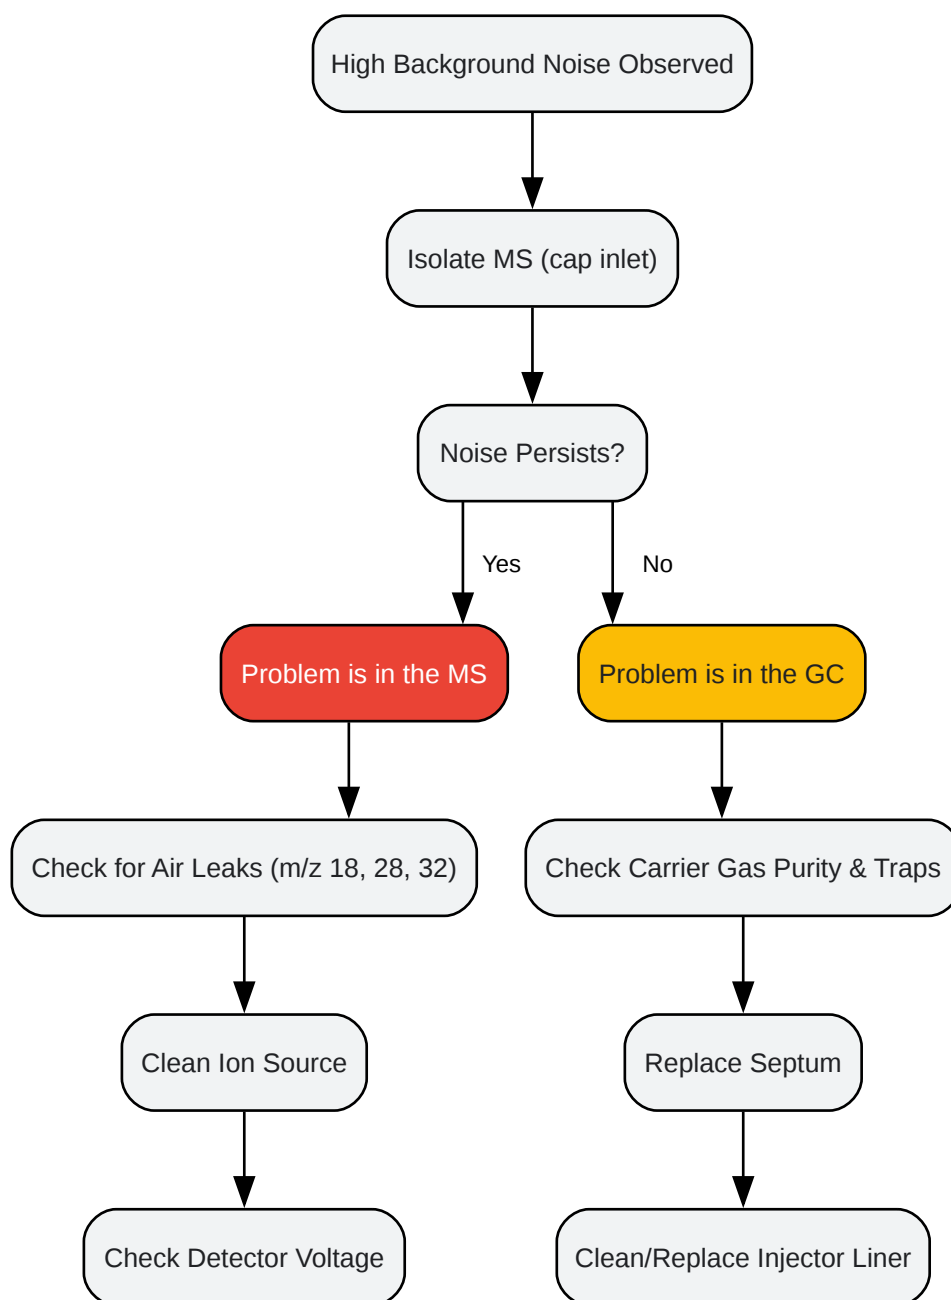 High Background Noise Observed
Isolate MS (cap inlet)
Noise Persists?
Yes
No
Problem is in the MS
Problem is in the GC
Check for Air Leaks (m/z 18, 28, 32)
Check Carrier Gas Purity & Traps
Clean Ion Source
Replace Septum
Check Detector Voltage
Clean/Replace Injector Liner